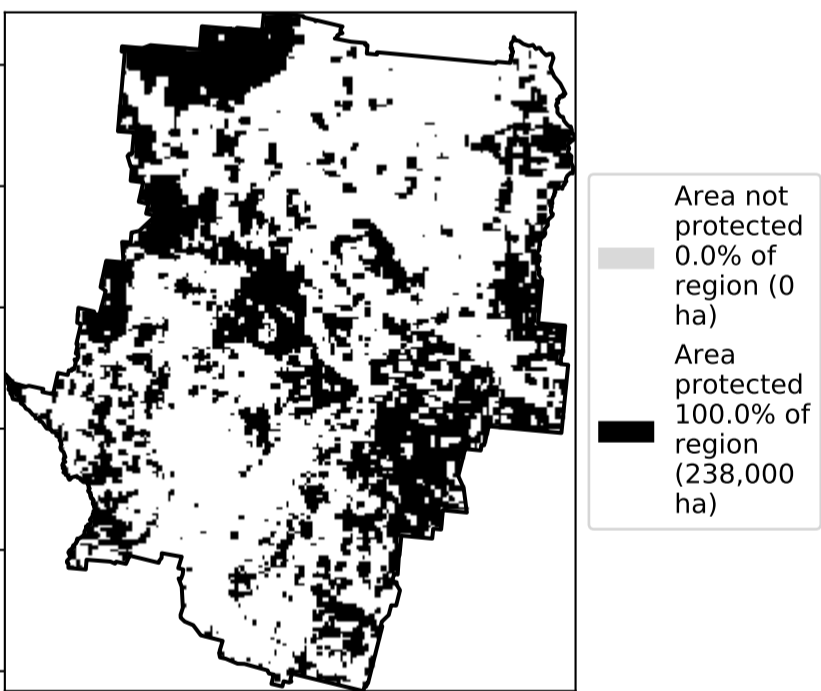 Area not
protected
0.0% of
region (0
ha)
Area
protected
100.0% of
region
(238,000
ha)